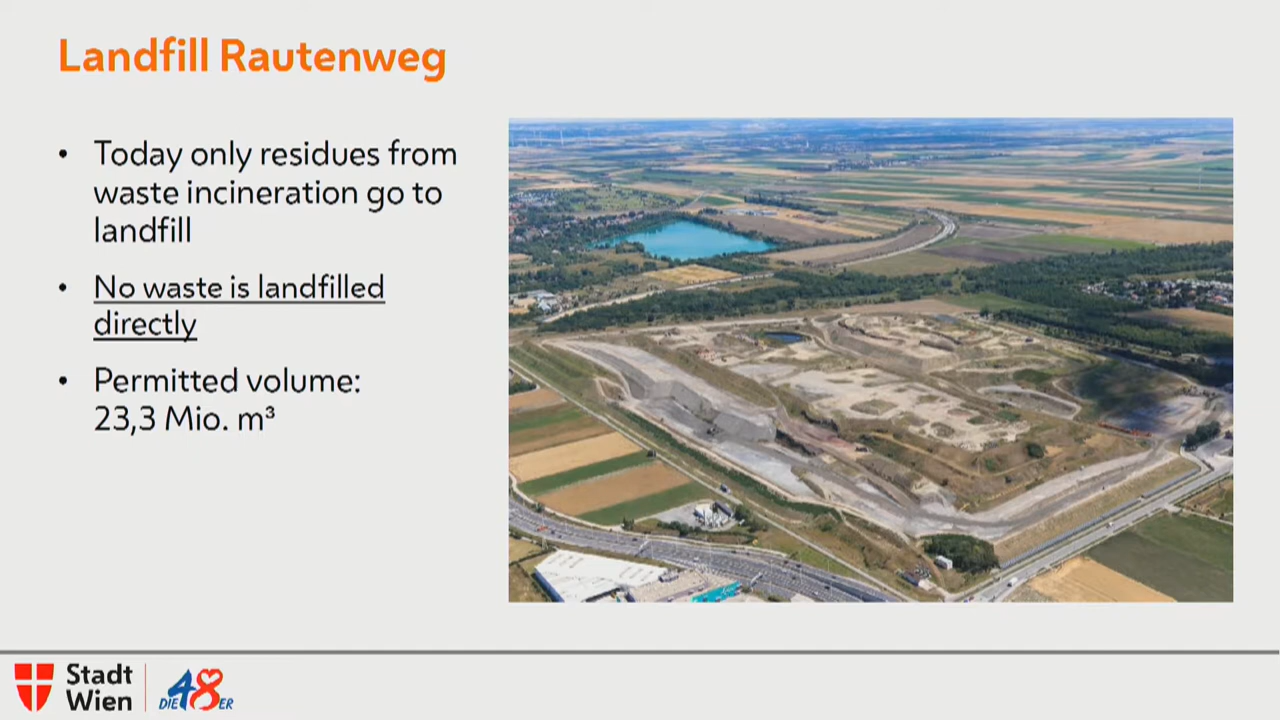 Landfill Rautenweg
• Today only residues from
waste incineration go to
landfill
• No waste is landfilled
directly
• Permitted volume:
23,3 Mio. m³
Stadt
Wien
DIE 48ER